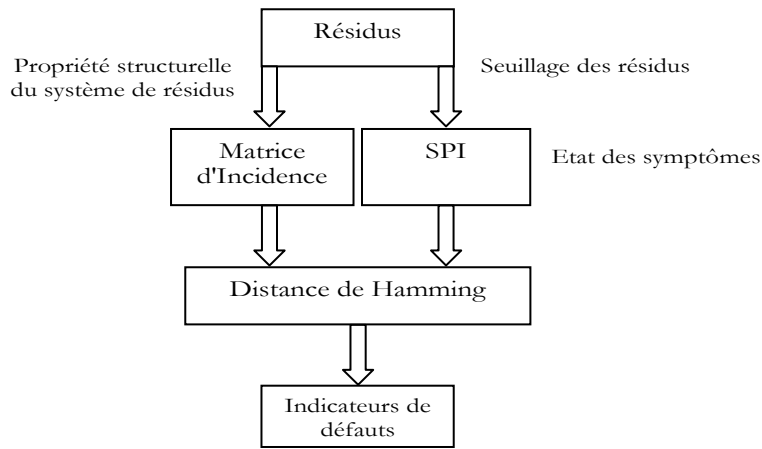 Résidus
Propriété structurelle
du système de résidus
Seuillage des résidus
Matrice
d'Incidence
SPI
Etat des symptômes
Distance de Hamming
Indicateurs de
défauts